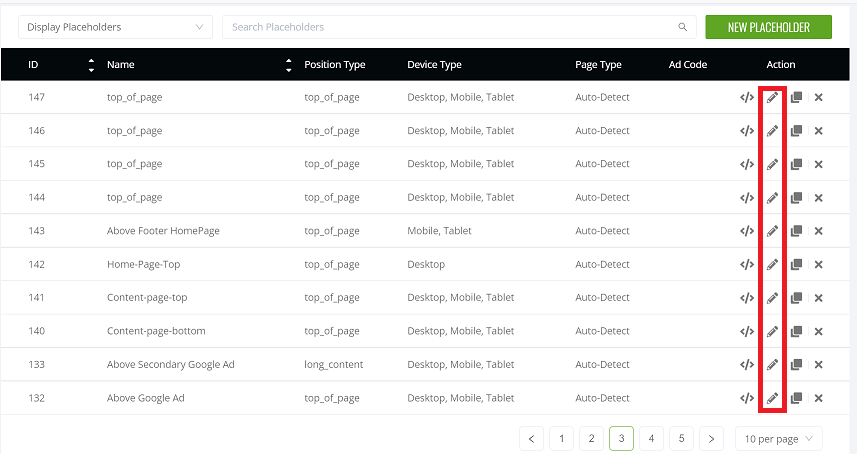 Display Placeholders Search Placeholders NEW PLACEHOLDER
ID Name Position Type Device Type Page Type Ad Code Action
147 top_of_page top_of_page Desktop, Mobile, Tablet Auto-Detect
146 top_of_page top_of_page Desktop, Mobile, Tablet Auto-Detect
145 top_of_page top_of_page Desktop, Mobile, Tablet Auto-Detect
144 top_of_page top_of_page Desktop, Mobile, Tablet Auto-Detect
143 Above Footer HomePage top_of_page Mobile, Tablet Auto-Detect
142 Home-Page-Top top_of_page Desktop Auto-Detect
141 Content-page-top top_of_page Desktop, Mobile, Tablet Auto-Detect
140 Content-page-bottom top_of_page Desktop, Mobile, Tablet Auto-Detect
133 Above Secondary Google Ad long_content Desktop, Mobile, Tablet Auto-Detect
132 Above Google Ad top_of_page Desktop, Mobile, Tablet Auto-Detect
1 2 3 4 5 10 per page